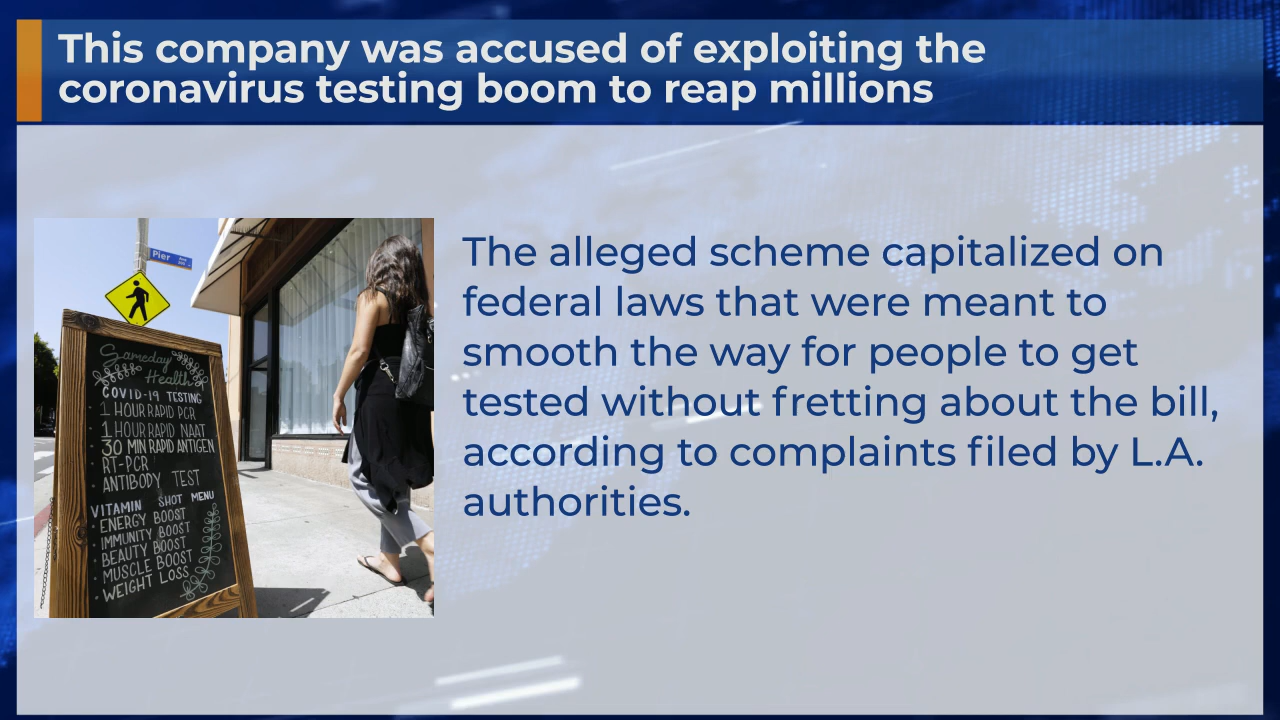 This company was accused of exploiting the
coronavirus testing boom to reap millions
The alleged scheme capitalized on
federal laws that were meant to
smooth the way for people to get
tested without fretting about the bill,
according to complaints filed by L.A.
authorities.
Pier
Sameday
Health
COVID-19 TESTING
· 1 HOUR RAPID PCR
· 1 HOUR RAPID NAAT
· 30 MIN RAPID ANTIGEN
· RT-PCR
· ANTIBODY TEST
VITAMIN SHOT MENU
· ENERGY BOOST
· IMMUNITY BOOST
· BEAUTY BOOST
· MUSCLE BOOST
· WEIGHT LOSS